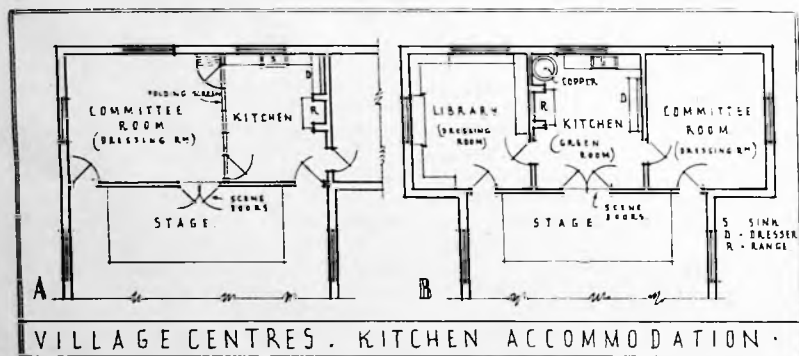 FOLDING SCREEN
COMMITTEE
ROOM
(DRESSING RM)
S
D
R
KITCHEN
SCENE
DOORS
STAGE
A
LIBRARY
(DRESSING
ROOM)
COPPER
S
R
D
KITCHEN
(GREEN
ROOM)
COMMITTEE
ROOM
(DRESSING RM)
SCENE
DOORS.
STAGE
B
S SINK
D - DRESSER
R - RANGE
VILLAGE CENTRES. KITCHEN ACCOMMODATION.